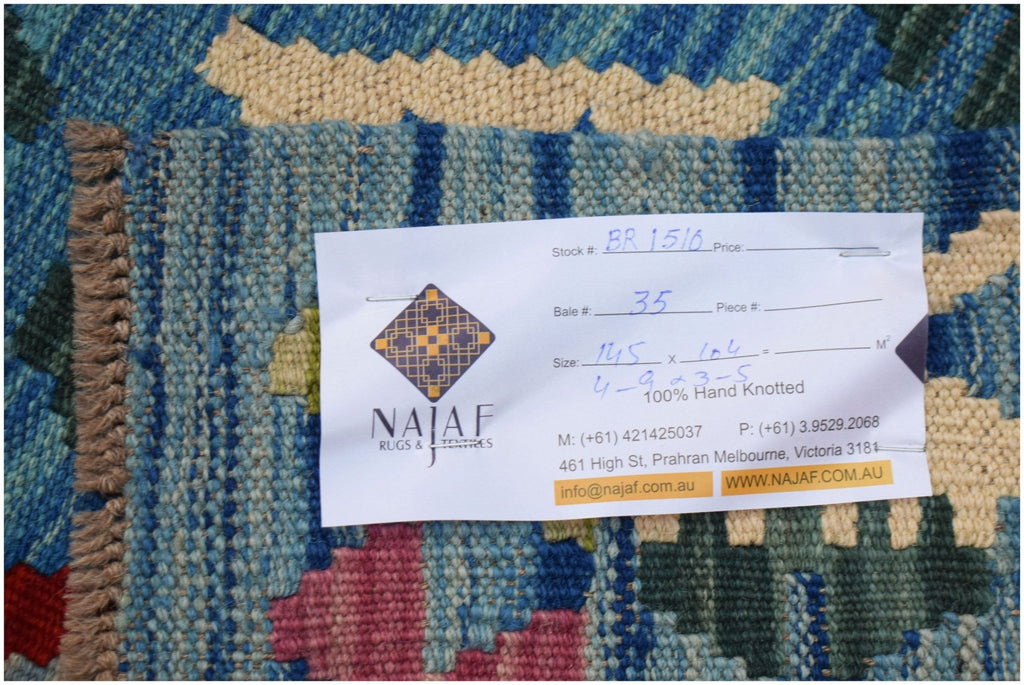 Stock #: BR 1510 Price:
Bale #: 35 Piece #:
Size: 145 x 104 = M²
4-9 x 3-5
100% Hand Knotted
NAJAF
RUGS & TEXTILES
M: (+61) 421425037 P: (+61) 3.9529.2068
461 High St, Prahran Melbourne, Victoria 3181
info@najaf.com.au WWW.NAJAF.COM.AU